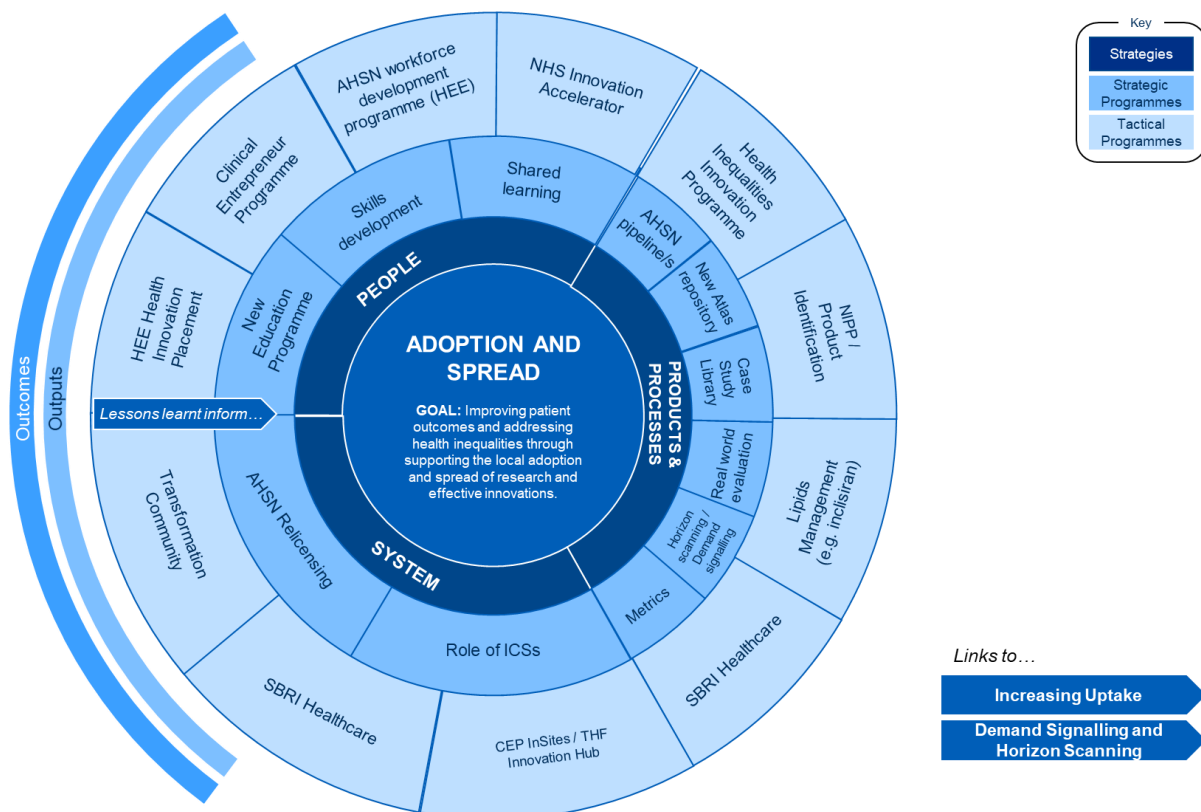 Key
Strategies
Strategic
Programmes
Tactical
Programmes
AHSN workforce
development
programme (HEE)
NHS Innovation
Accelerator
Health
Inequalities
Innovation
Programme
NIPP /
Product
Identification
Lipids
Management
(e.g. inclisiran)
SBRI Healthcare
CEP InSites / THF
Innovation Hub
SBRI Healthcare
Transformation
Community
HEE Health
Innovation
Placement
Clinical
Entrepreneur
Programme
Skills
development
Shared
learning
AHSN
pipeline/s
New Atlas
repository
Case
Study
Library
Real world
evaluation
Horizon
scanning /
Demand
signalling
Metrics
Role of ICSs
AHSN Relicensing
New
Education
Programme
PEOPLE
PRODUCTS &
PROCESSES
SYSTEM
ADOPTION AND
SPREAD
GOAL: Improving patient
outcomes and addressing
health inequalities through
supporting the local adoption
and spread of research and
effective innovations.
Outcomes
Outputs
Lessons learnt inform…
Links to…
Increasing Uptake
Demand Signalling and
Horizon Scanning